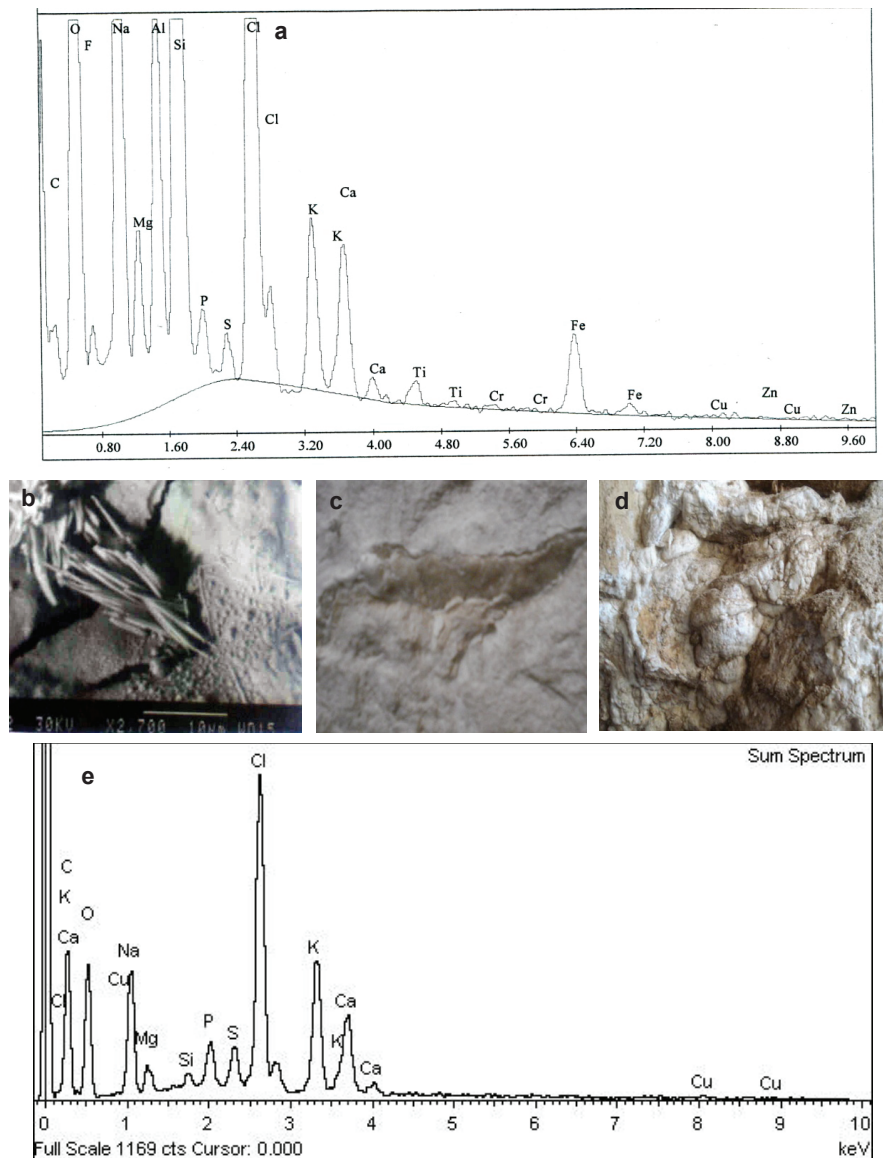 a
O
F
Na
Al
Si
Cl
Cl
C
Mg
P
S
K
K
Ca
Ca
Ti
Ti
Cr
Cr
Fe
Fe
Cu
Zn
Cu
Zn
0.80 1.60 2.40 3.20 4.00 4.80 5.60 6.40 7.20 8.00 8.80 9.60
b
30KV X2,700 10µm WD15
c
d
e
Sum Spectrum
Cl
C
K
O
Ca
Cl
Na
Cu
Mg
Si
P
S
K
K
Ca
Ca
Cu
Cu
0 1 2 3 4 5 6 7 8 9 10
Full Scale 1169 cts Cursor: 0.000 keV